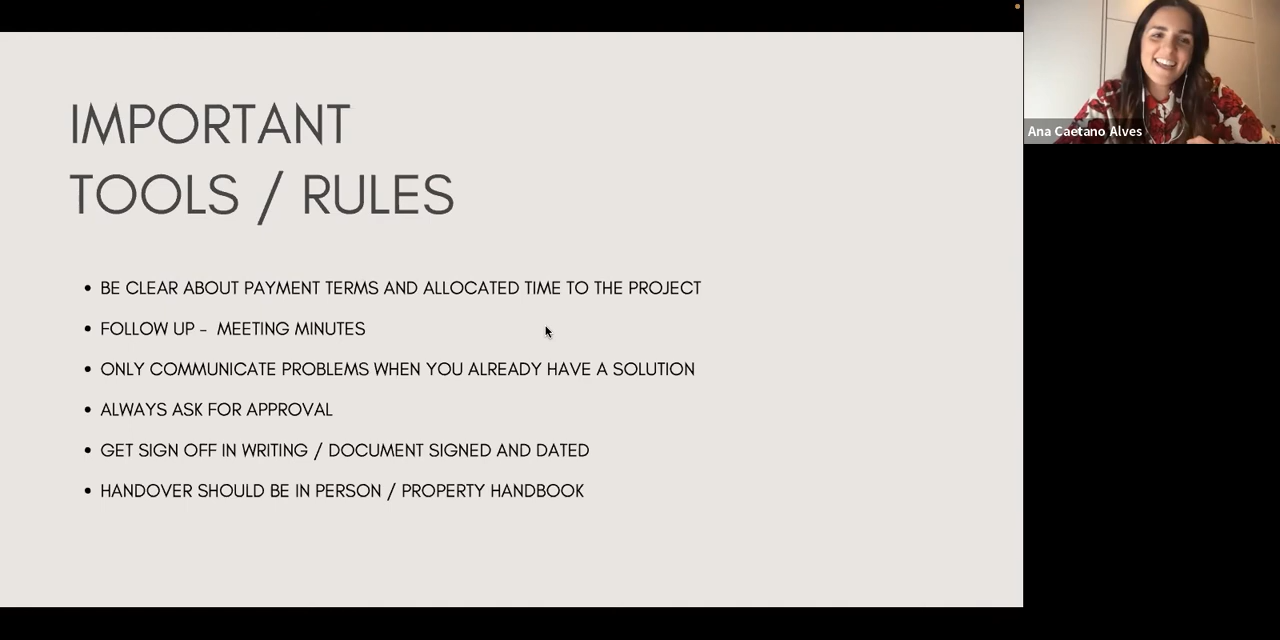 IMPORTANT
TOOLS / RULES
• BE CLEAR ABOUT PAYMENT TERMS AND ALLOCATED TIME TO THE PROJECT
• FOLLOW UP - MEETING MINUTES
• ONLY COMMUNICATE PROBLEMS WHEN YOU ALREADY HAVE A SOLUTION
• ALWAYS ASK FOR APPROVAL
• GET SIGN OFF IN WRITING / DOCUMENT SIGNED AND DATED
• HANDOVER SHOULD BE IN PERSON / PROPERTY HANDBOOK
Ana Caetano Alves